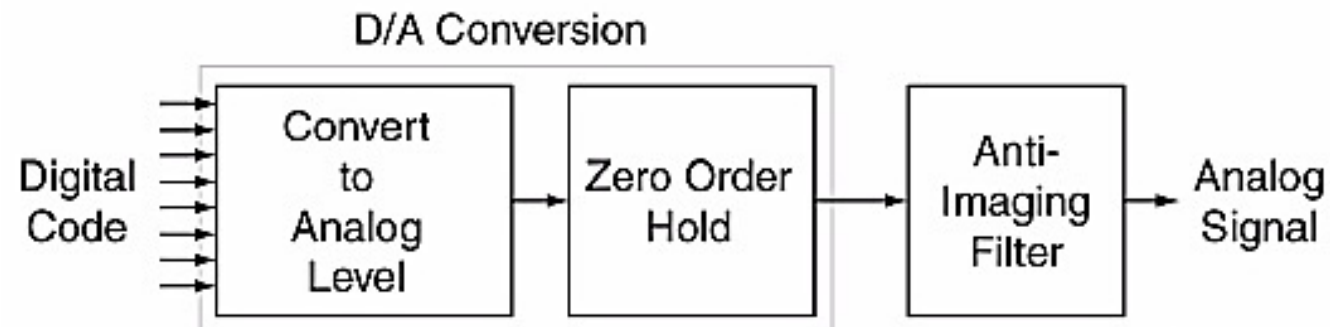 D/A Conversion
Digital
Code
Convert
to
Analog
Level
Zero Order
Hold
Anti-
Imaging
Filter
Analog
Signal